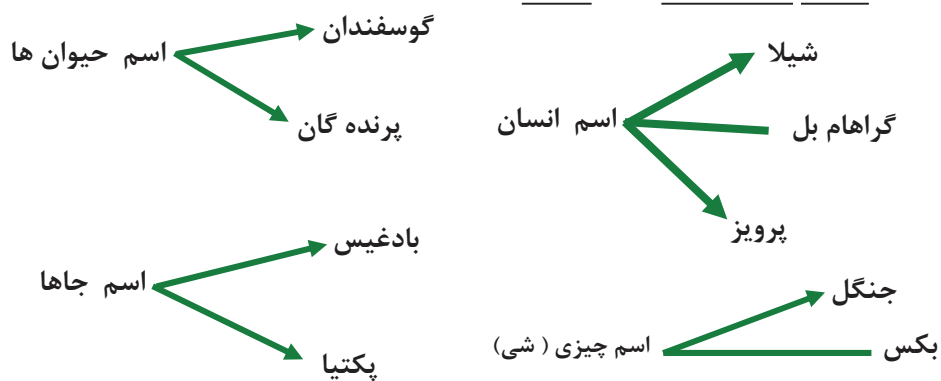 شیلا
اسم انسان
گراهام بل
پرویز
گوسفندان
اسم حیوان ها
پرنده گان
جنگل
اسم چیزی ( شی)
بکس
بادغیس
اسم جاها
پکتیا